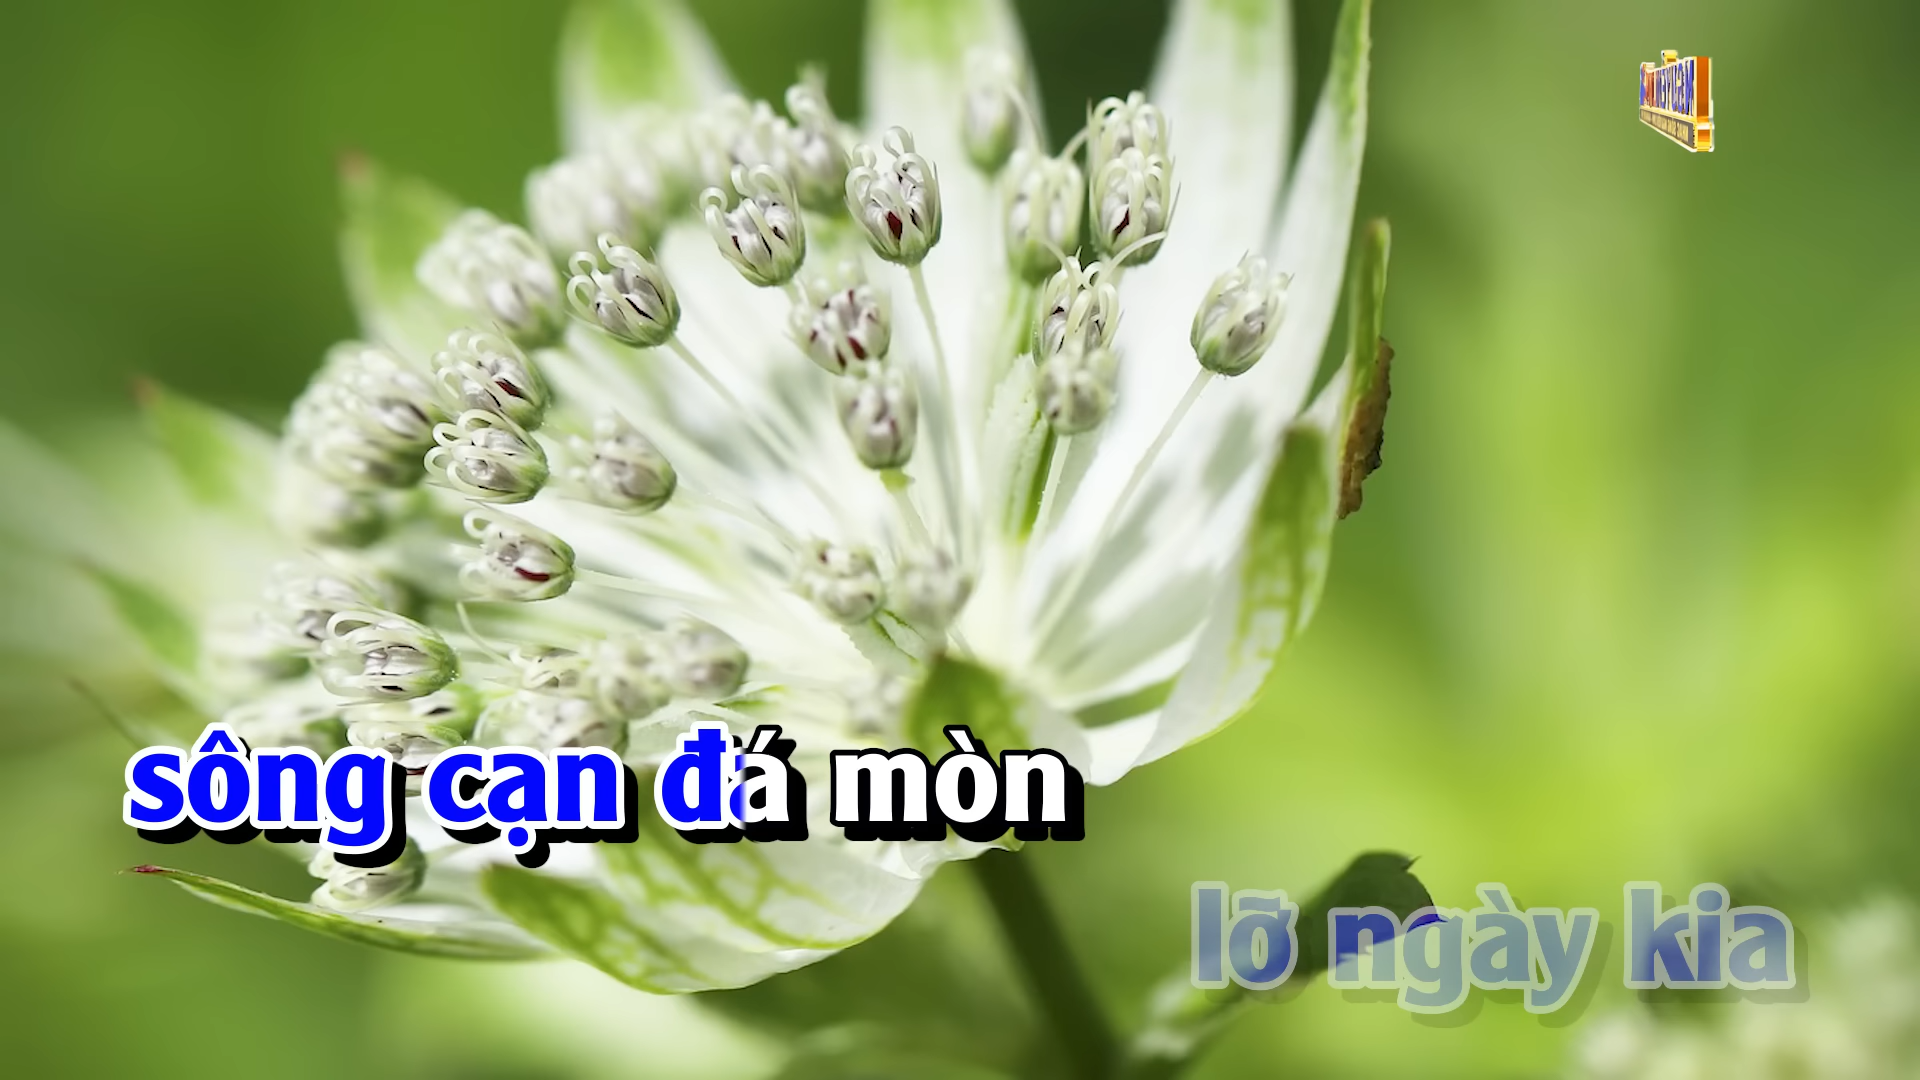 sông cạn đá mòn
lỡ ngày kia